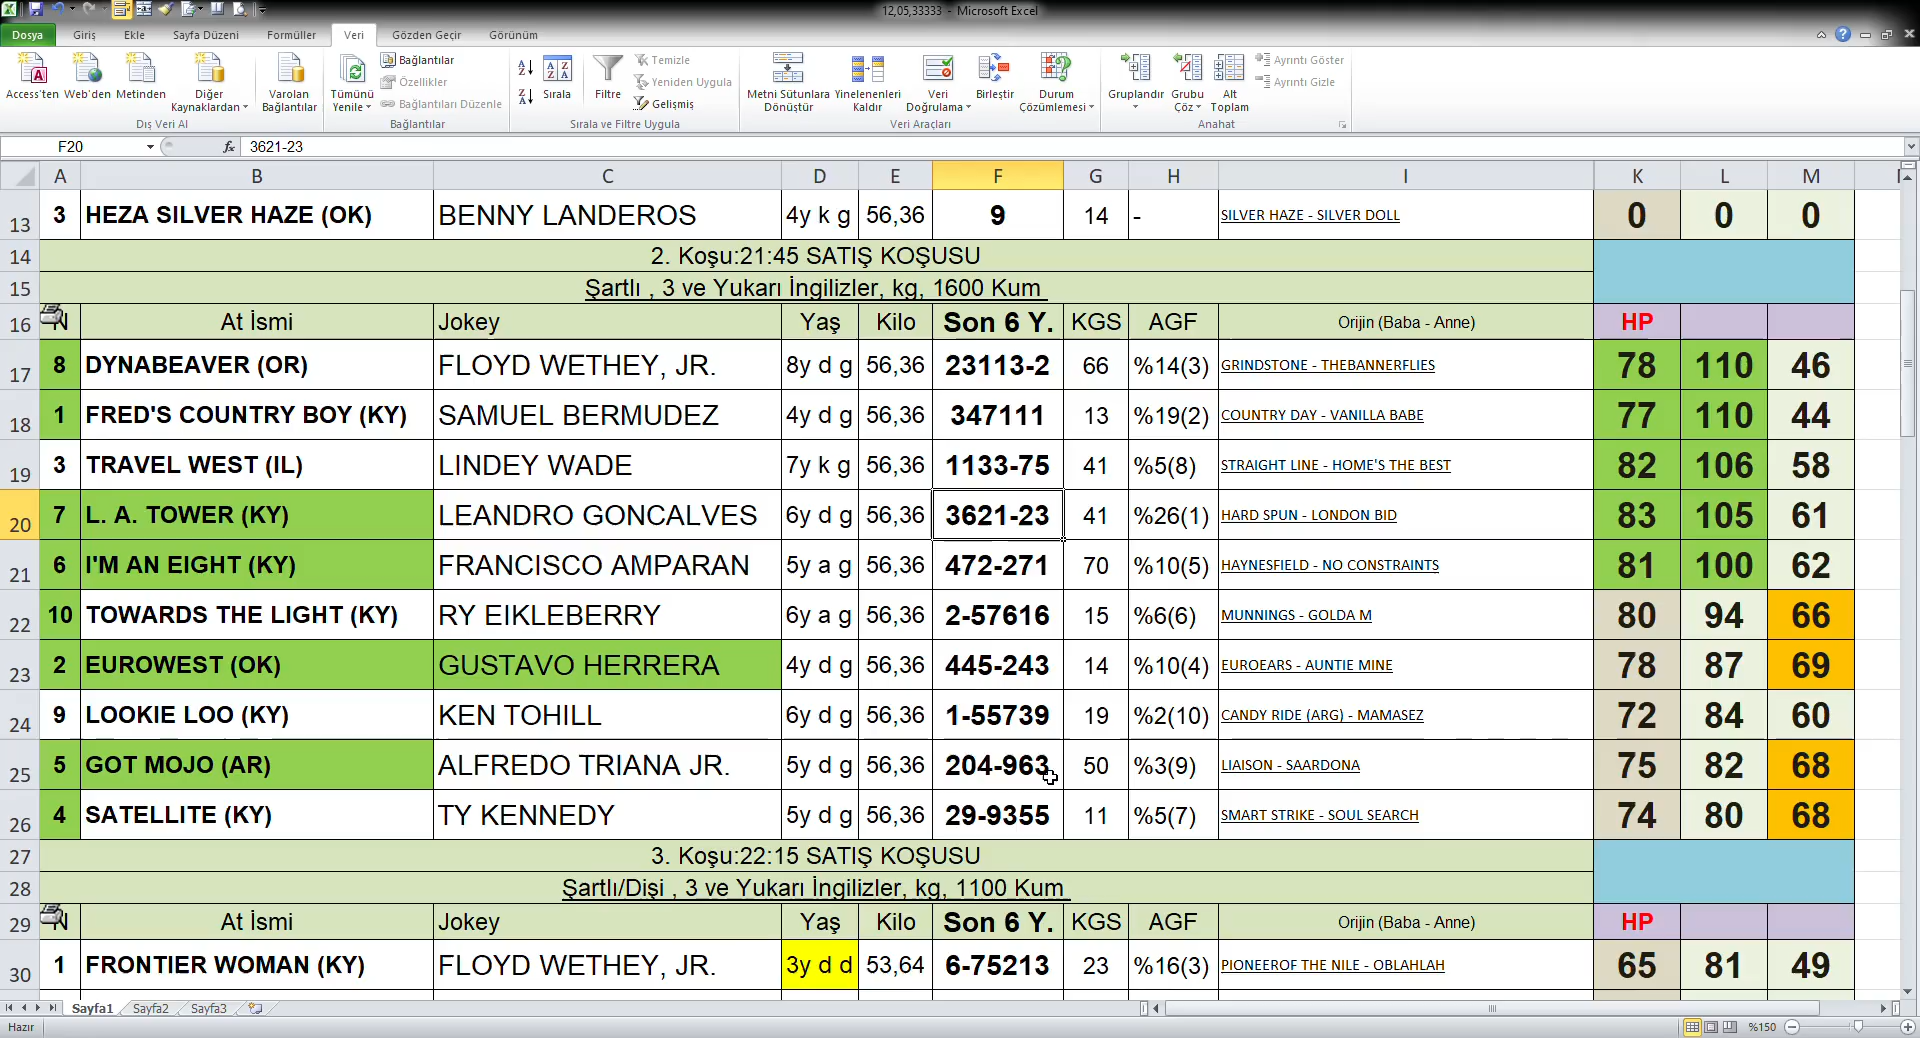 12,05,33333 - Microsoft Excel
Dosya Giriş Ekle Sayfa Düzeni Formüller Veri Gözden Geçir Görünüm
Access'ten Web'den Metinden Diğer Kaynaklardan Varolan Bağlantılar Tümünü Yenile Bağlantılar Özellikler Bağlantıları Düzenle Sırala Filtre Temizle Yeniden Uygula Gelişmiş Metni Sütunlara Dönüştür Yinelenenleri Kaldır Veri Doğrulama Birleştir Durum Çözümlemesi Gruplandır Grubu Çöz Alt Toplam Ayrıntı Göster Ayrıntı Gizle
Dış Veri Al Bağlantılar Sırala ve Filtre Uygula Veri Araçları Anahat
F20 fx 3621-23
A B C D E F G H I K L M
13 3 HEZA SILVER HAZE (OK) BENNY LANDEROS 4y k g 56,36 9 14 - SILVER HAZE - SILVER DOLL 0 0 0
14 2. Koşu:21:45 SATIŞ KOŞUSU
15 Şartlı , 3 ve Yukarı İngilizler, kg, 1600 Kum
16 N At İsmi Jokey Yaş Kilo Son 6 Y. KGS AGF Orijin (Baba - Anne) HP
17 8 DYNABEAVER (OR) FLOYD WETHEY, JR. 8y d g 56,36 23113-2 66 %14(3) GRINDSTONE - THEBANNERFLIES 78 110 46
18 1 FRED'S COUNTRY BOY (KY) SAMUEL BERMUDEZ 4y d g 56,36 347111 13 %19(2) COUNTRY DAY - VANILLA BABE 77 110 44
19 3 TRAVEL WEST (IL) LINDEY WADE 7y k g 56,36 1133-75 41 %5(8) STRAIGHT LINE - HOME'S THE BEST 82 106 58
20 7 L. A. TOWER (KY) LEANDRO GONCALVES 6y d g 56,36 3621-23 41 %26(1) HARD SPUN - LONDON BID 83 105 61
21 6 I'M AN EIGHT (KY) FRANCISCO AMPARAN 5y a g 56,36 472-271 70 %10(5) HAYNESFIELD - NO CONSTRAINTS 81 100 62
22 10 TOWARDS THE LIGHT (KY) RY EIKLEBERRY 6y a g 56,36 2-57616 15 %6(6) MUNNINGS - GOLDA M 80 94 66
23 2 EUROWEST (OK) GUSTAVO HERRERA 4y d g 56,36 445-243 14 %10(4) EUROEARS - AUNTIE MINE 78 87 69
24 9 LOOKIE LOO (KY) KEN TOHILL 6y d g 56,36 1-55739 19 %2(10) CANDY RIDE (ARG) - MAMASEZ 72 84 60
25 5 GOT MOJO (AR) ALFREDO TRIANA JR. 5y d g 56,36 204-963 50 %3(9) LIAISON - SAARDONA 75 82 68
26 4 SATELLITE (KY) TY KENNEDY 5y d g 56,36 29-9355 11 %5(7) SMART STRIKE - SOUL SEARCH 74 80 68
27 3. Koşu:22:15 SATIŞ KOŞUSU
28 Şartlı/Dişi , 3 ve Yukarı İngilizler, kg, 1100 Kum
29 N At İsmi Jokey Yaş Kilo Son 6 Y. KGS AGF Orijin (Baba - Anne) HP
30 1 FRONTIER WOMAN (KY) FLOYD WETHEY, JR. 3y d d 53,64 6-75213 23 %16(3) PIONEEROF THE NILE - OBLAHLAH 65 81 49
Sayfa1 Sayfa2 Sayfa3
Hazır %150